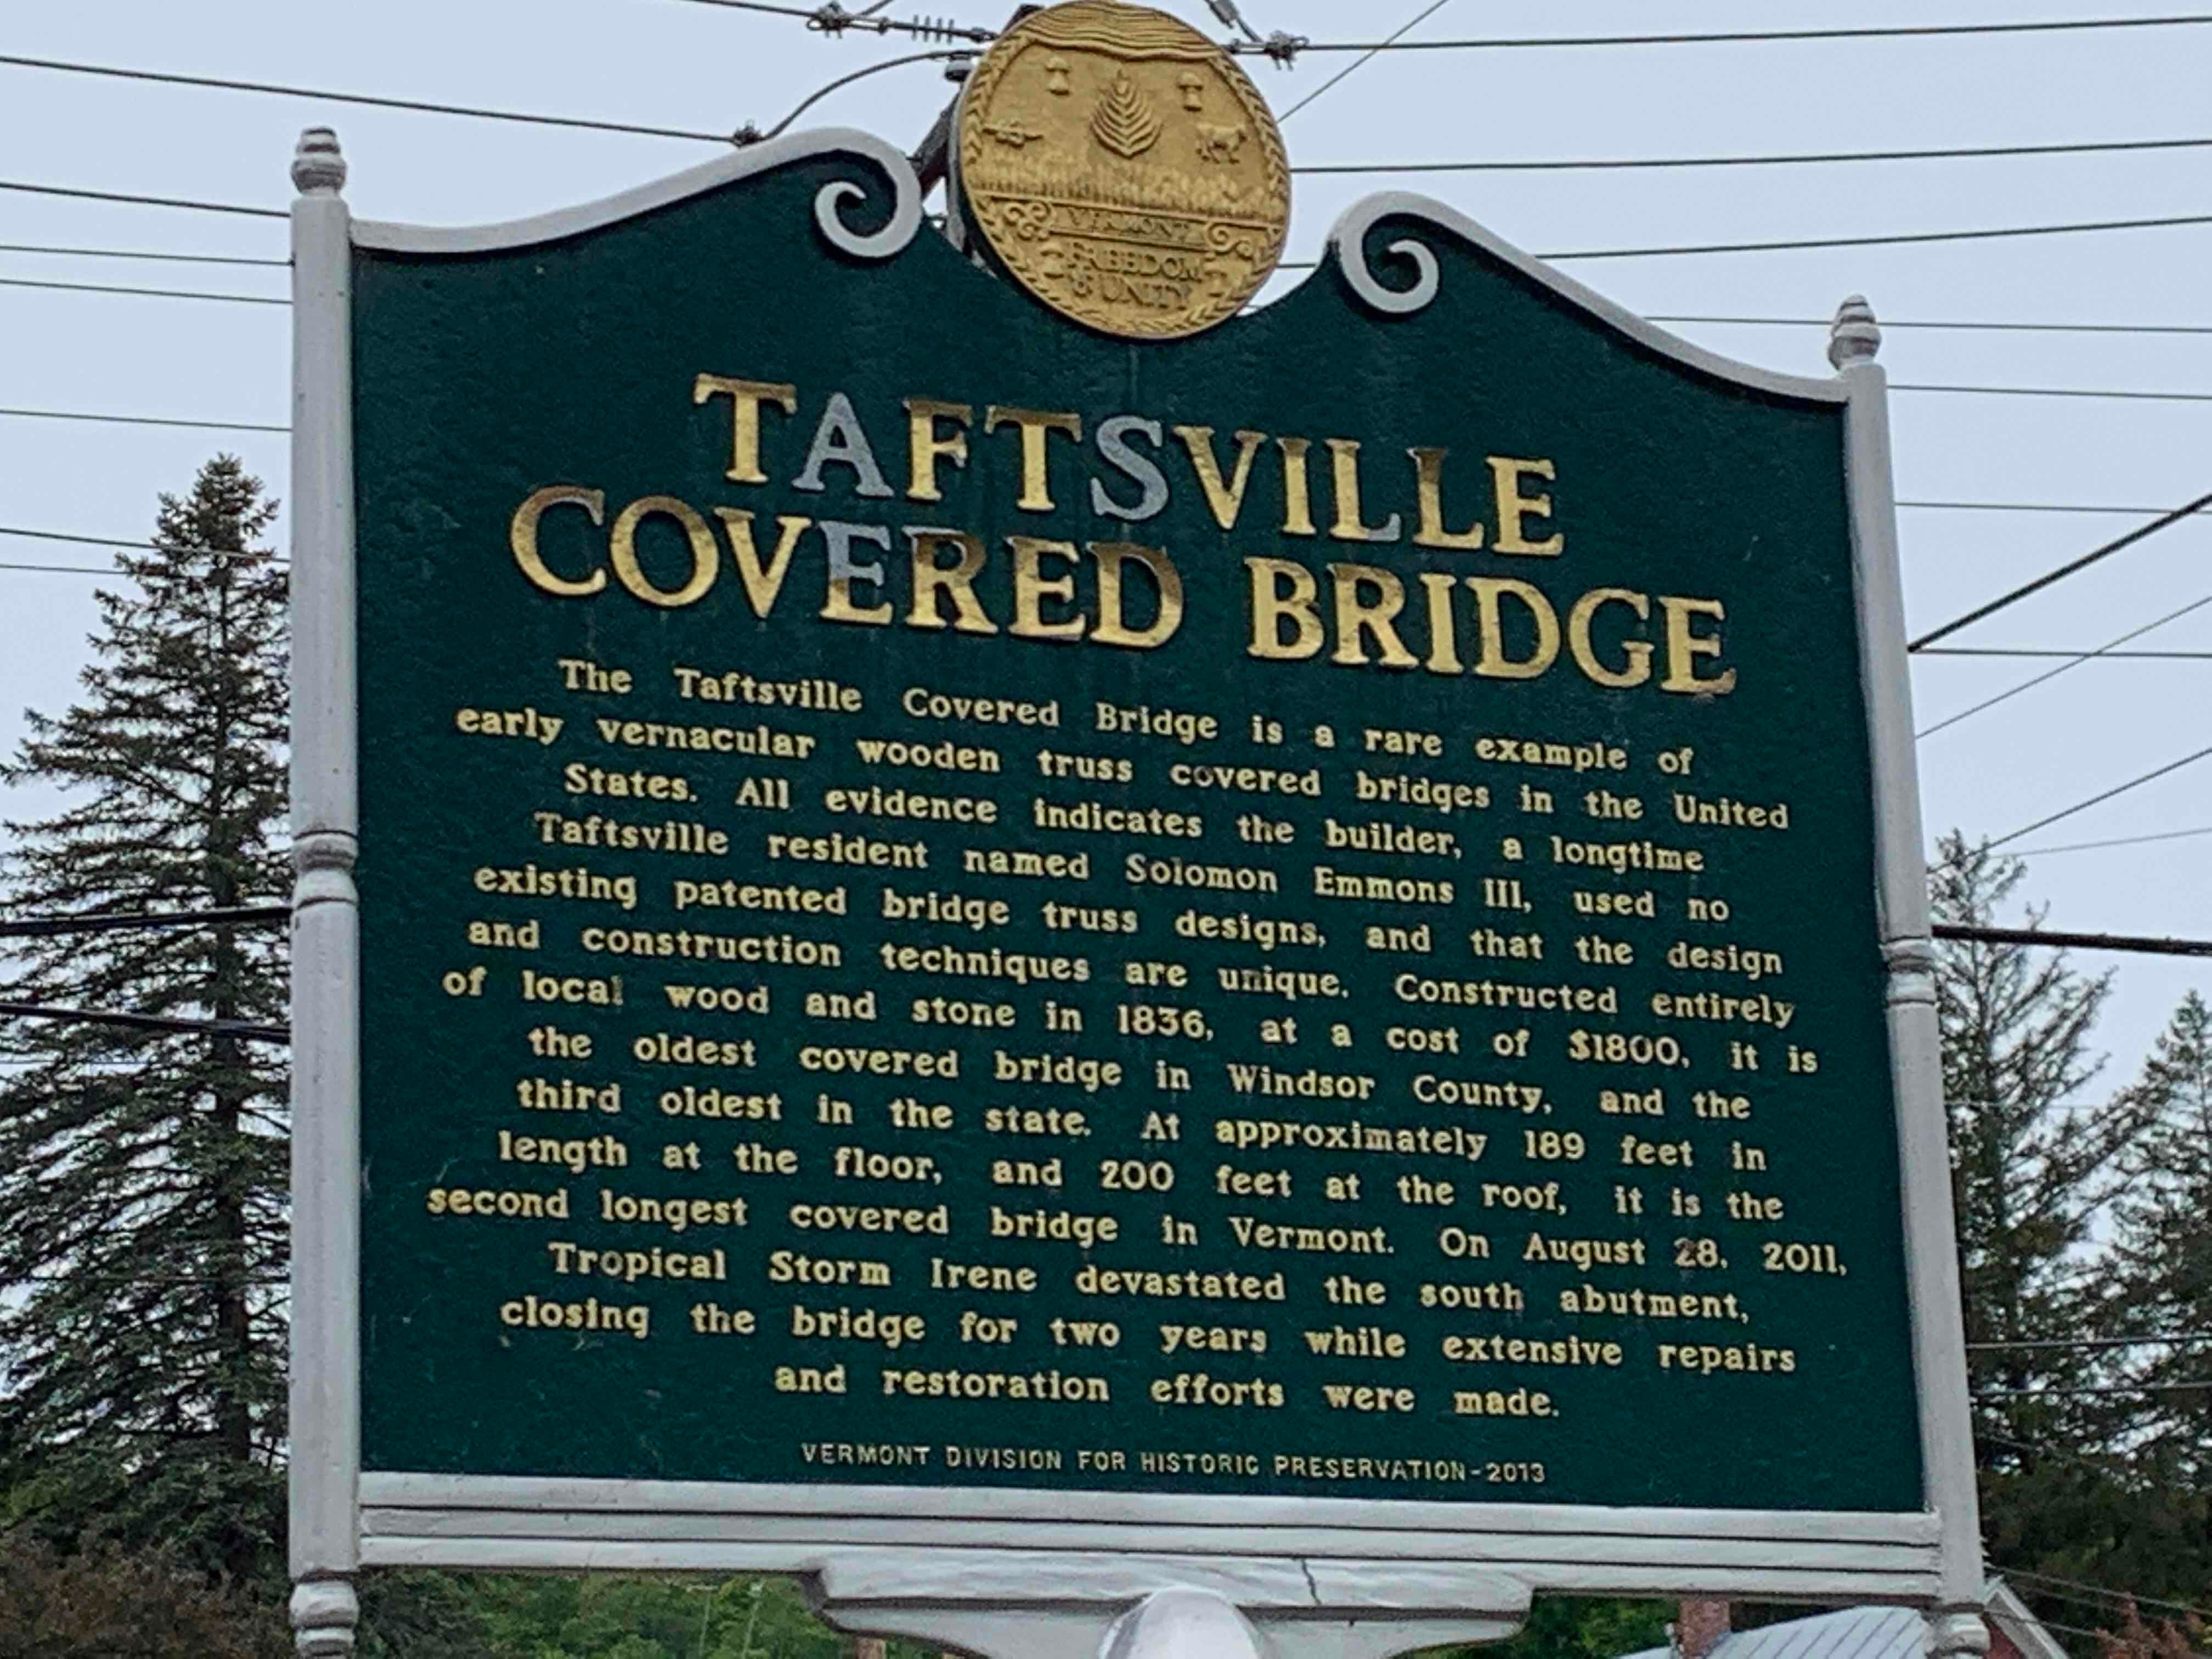 VERMONT
FREEDOM
& UNITY
TAFTSVILLE
COVERED BRIDGE
The Taftsville Covered Bridge is a rare example of
early vernacular wooden truss covered bridges in the United
States. All evidence indicates the builder, a longtime
Taftsville resident named Solomon Emmons III, used no
existing patented bridge truss designs, and that the design
and construction techniques are unique. Constructed entirely
of local wood and stone in 1836, at a cost of $1800, it is
the oldest covered bridge in Windsor County, and the
third oldest in the state. At approximately 189 feet in
length at the floor, and 200 feet at the roof, it is the
second longest covered bridge in Vermont. On August 28, 2011,
Tropical Storm Irene devastated the south abutment,
closing the bridge for two years while extensive repairs
and restoration efforts were made.
VERMONT DIVISION FOR HISTORIC PRESERVATION-2013